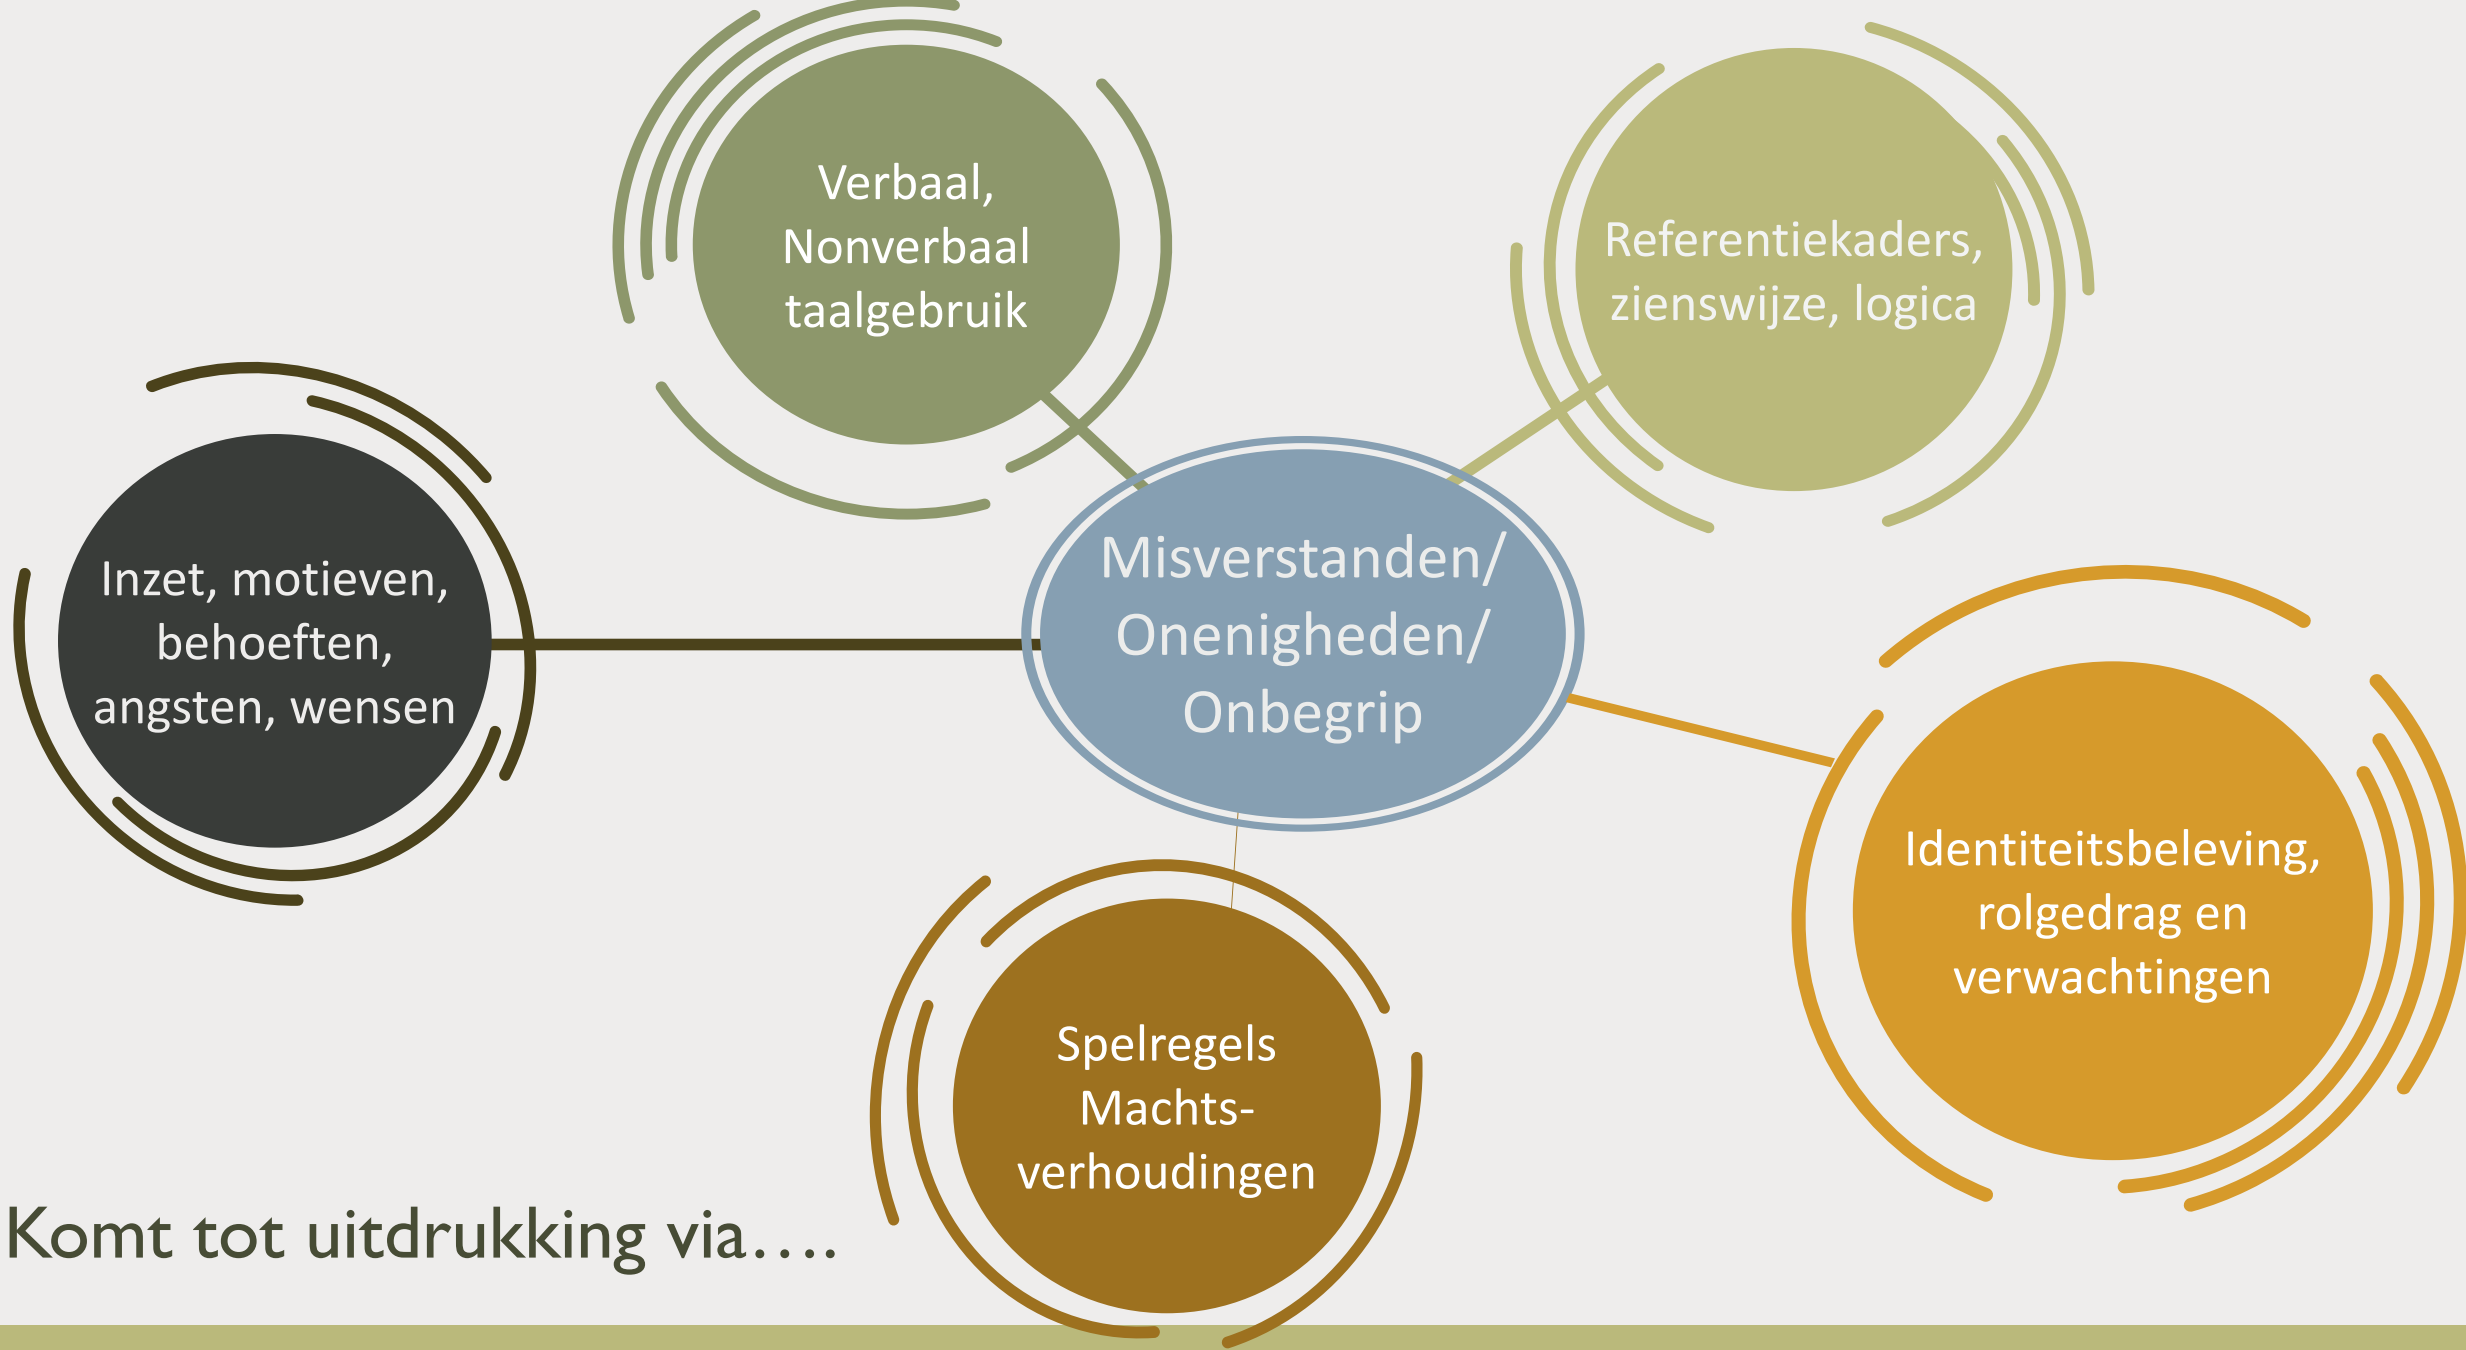 Verbaal,
Nonverbaal
taalgebruik
Referentiekaders,
zienswijze, logica
Inzet, motieven,
behoeften,
angsten, wensen
Misverstanden/
Onenigheden/
Onbegrip
Identiteitsbeleving,
rolgedrag en
verwachtingen
Spelregels
Machts-
verhoudingen
Komt tot uitdrukking via....